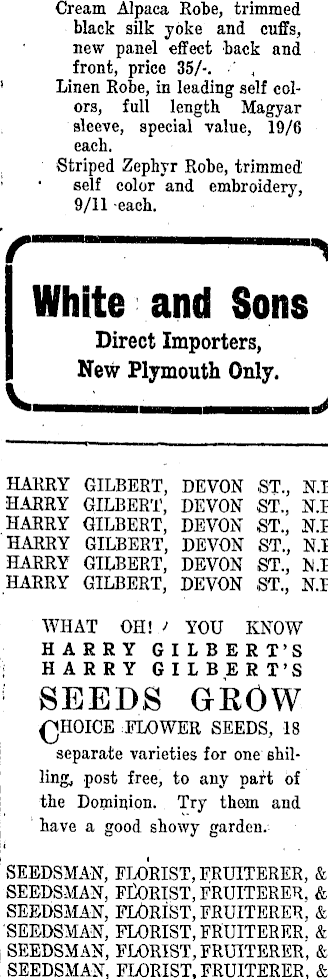 Cream Alpaca Robe, trimmed
black silk yoke and cuffs,
new panel effect back and
front, price 35/-.
Linen Robe, in leading self col-
ors, full length Magyar
sleeve, special value, 19/6
each.
Striped Zephyr Robe, trimmed
self color and embroidery,
9/11 each.
White and Sons
Direct Importers,
New Plymouth Only.
HARRY GILBERT, DEVON ST., N.P
HARRY GILBERT, DEVON ST., N.P
HARRY GILBERT, DEVON ST., N.P
HARRY GILBERT, DEVON ST., N.P
HARRY GILBERT, DEVON ST., N.P
HARRY GILBERT, DEVON ST., N.P
WHAT OH! YOU KNOW
HARRY GILBERT'S
HARRY GILBERT'S
SEEDS GROW
CHOICE FLOWER SEEDS, 18
separate varieties for one shil-
ling, post free, to any part of
the Dominion. Try them and
have a good showy garden.
SEEDSMAN, FLORIST, FRUITERER, &
SEEDSMAN, FLORIST, FRUITERER, &
SEEDSMAN, FLORIST, FRUITERER, &
SEEDSMAN, FLORIST, FRUITERER, &
SEEDSMAN, FLORIST, FRUITERER, &
SEEDSMAN, FLORIST, FRUITERER, &